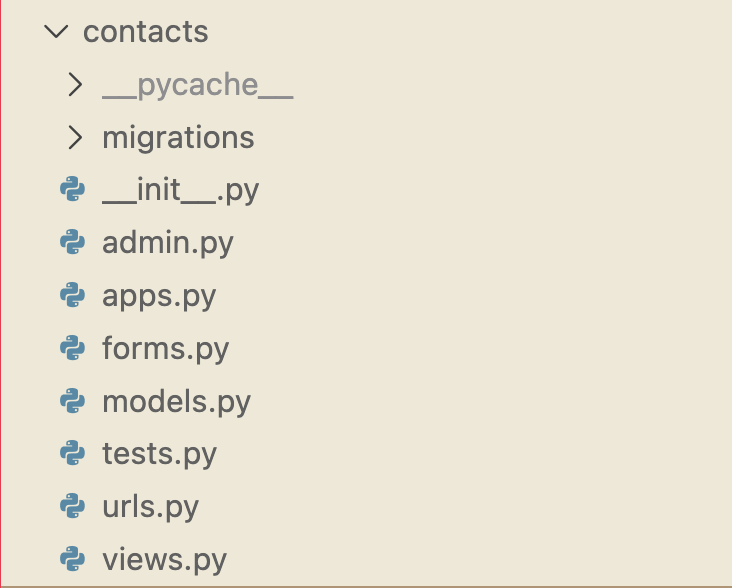 contacts
__pycache__
migrations
__init__.py
admin.py
apps.py
forms.py
models.py
tests.py
urls.py
views.py